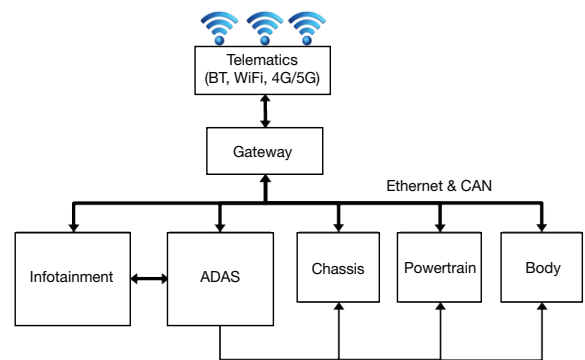 Telematics
(BT, WiFi, 4G/5G)
Gateway
Ethernet & CAN
Infotainment
ADAS
Chassis
Powertrain
Body